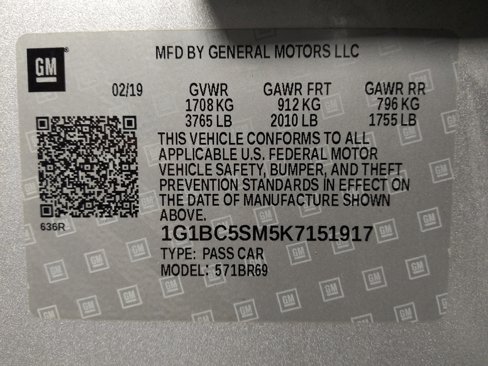 GM
MFD BY GENERAL MOTORS LLC
02/19 GVWR GAWR FRT GAWR RR
1708 KG 912 KG 796 KG
3765 LB 2010 LB 1755 LB
THIS VEHICLE CONFORMS TO ALL
APPLICABLE U.S. FEDERAL MOTOR
VEHICLE SAFETY, BUMPER, AND THEFT
PREVENTION STANDARDS IN EFFECT ON
THE DATE OF MANUFACTURE SHOWN
ABOVE.
636R
1G1BC5SM5K7151917
TYPE: PASS CAR
MODEL: 571BR69